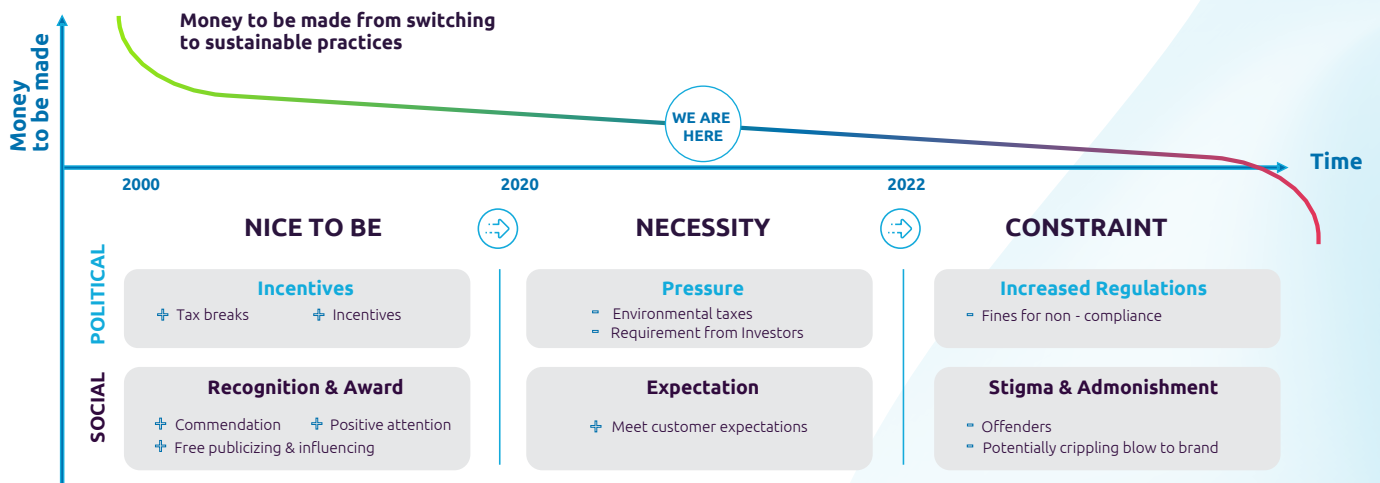 Money to be made from switching
to sustainable practices
Money
to be made
WE ARE
HERE
Time
2000
2020
2022
NICE TO BE
NECESSITY
CONSTRAINT
POLITICAL
Incentives
+ Tax breaks
+ Incentives
Pressure
- Environmental taxes
- Requirement from Investors
Increased Regulations
- Fines for non - compliance
SOCIAL
Recognition & Award
+ Commendation
+ Positive attention
+ Free publicizing & influencing
Expectation
+ Meet customer expectations
Stigma & Admonishment
- Offenders
- Potentially crippling blow to brand